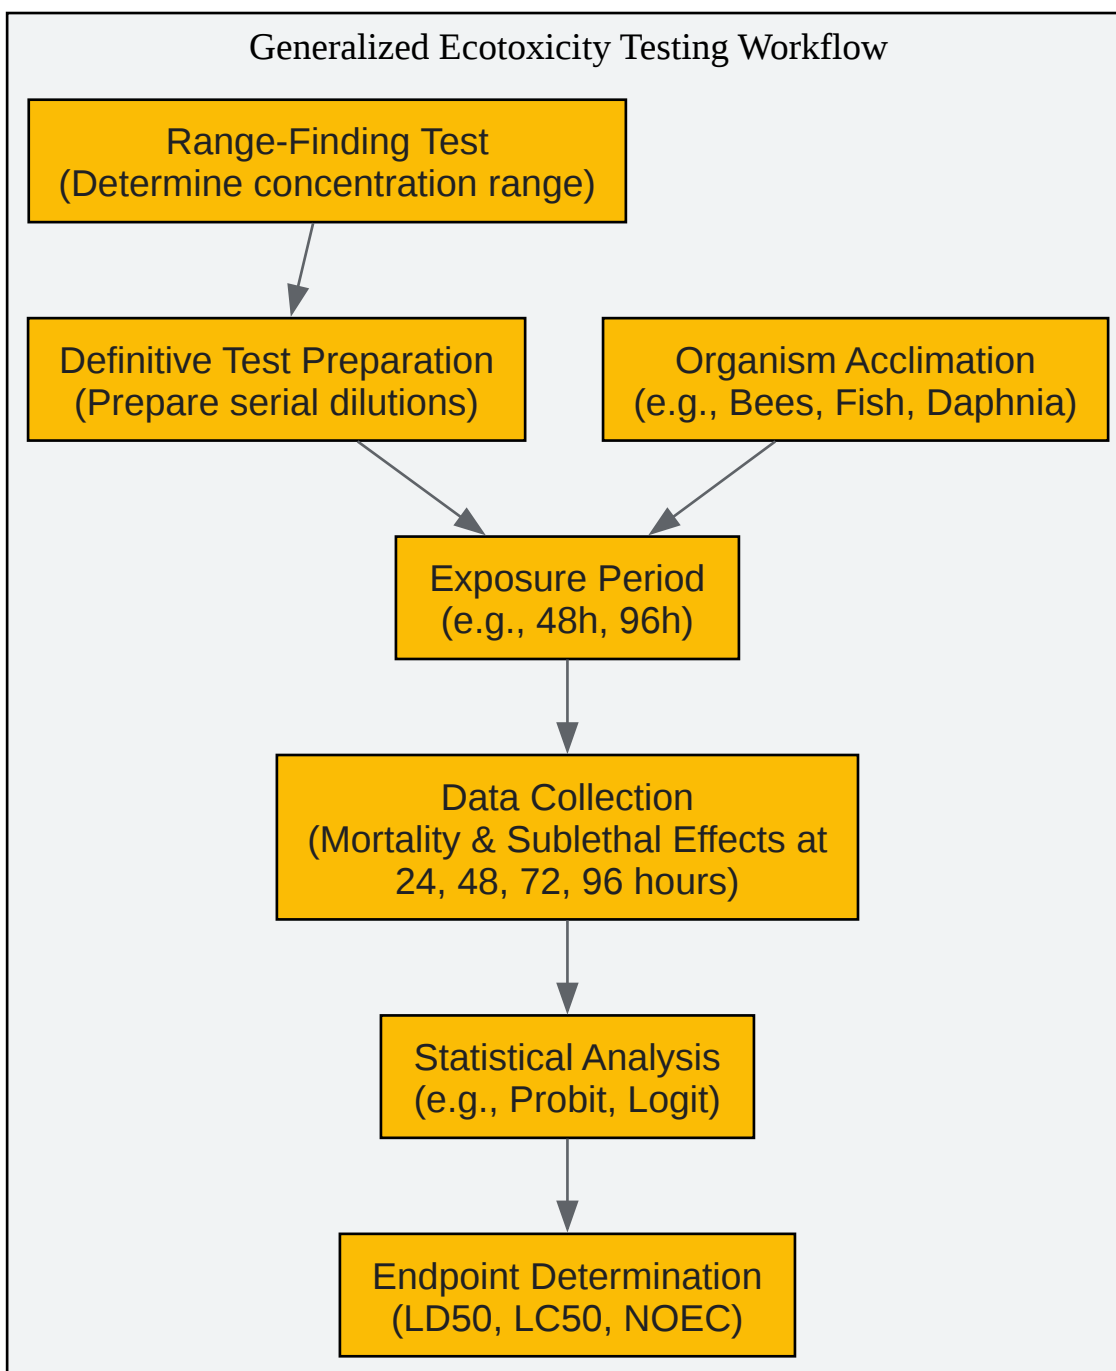 Generalized Ecotoxicity Testing Workflow
Range-Finding Test
(Determine concentration range)
Definitive Test Preparation
(Prepare serial dilutions)
Organism Acclimation
(e.g., Bees, Fish, Daphnia)
Exposure Period
(e.g., 48h, 96h)
Data Collection
(Mortality & Sublethal Effects at
24, 48, 72, 96 hours)
Statistical Analysis
(e.g., Probit, Logit)
Endpoint Determination
(LD50, LC50, NOEC)